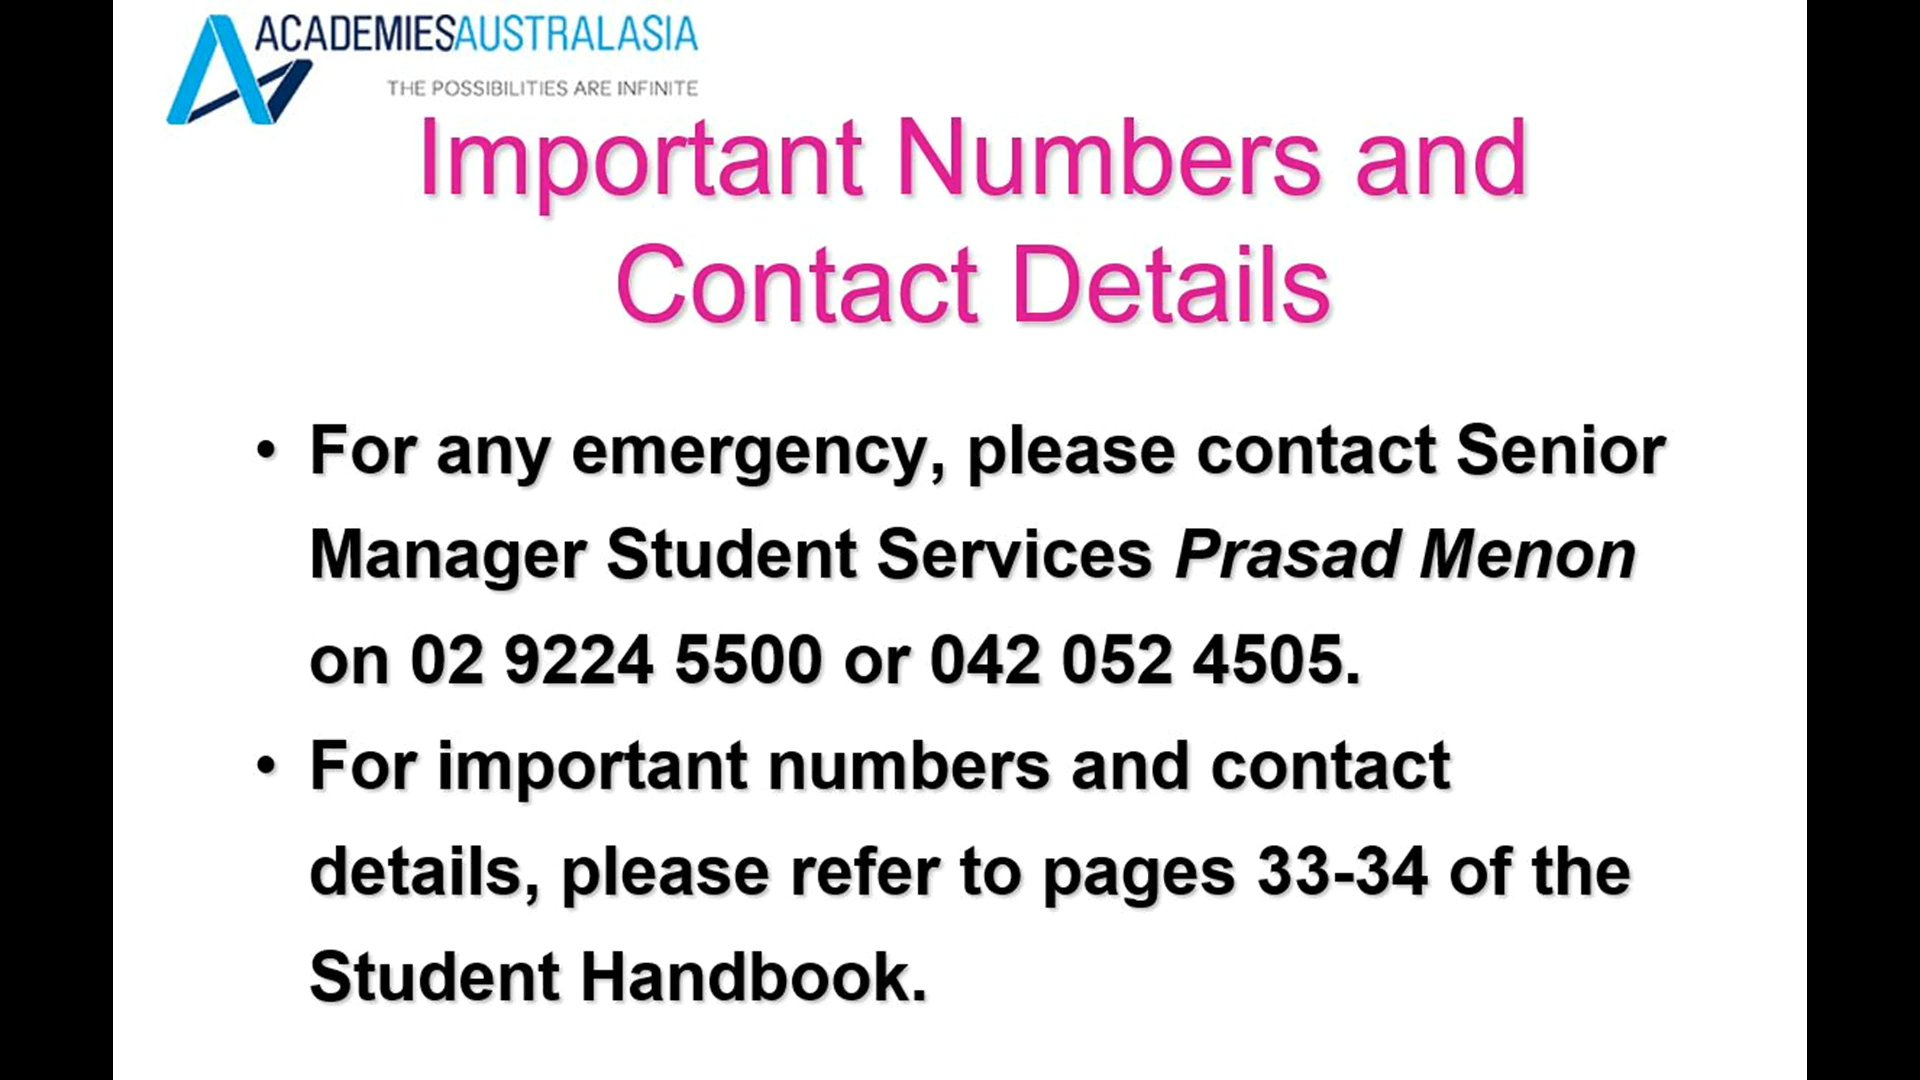 ACADEMIESAUSTRALASIA
THE POSSIBILITIES ARE INFINITE
Important Numbers and
Contact Details
• For any emergency, please contact Senior
Manager Student Services Prasad Menon
on 02 9224 5500 or 042 052 4505.
• For important numbers and contact
details, please refer to pages 33-34 of the
Student Handbook.